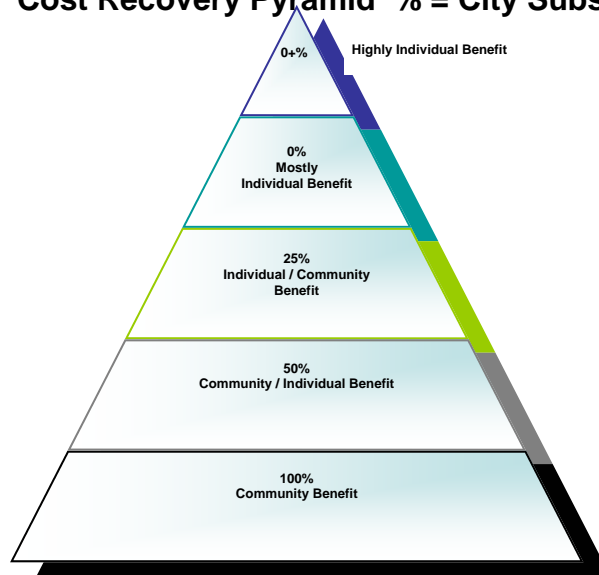 Cost Recovery Pyramid % = City Subs
0+%
Highly Individual Benefit
0%
Mostly
Individual Benefit
25%
Individual / Community
Benefit
50%
Community / Individual Benefit
100%
Community Benefit